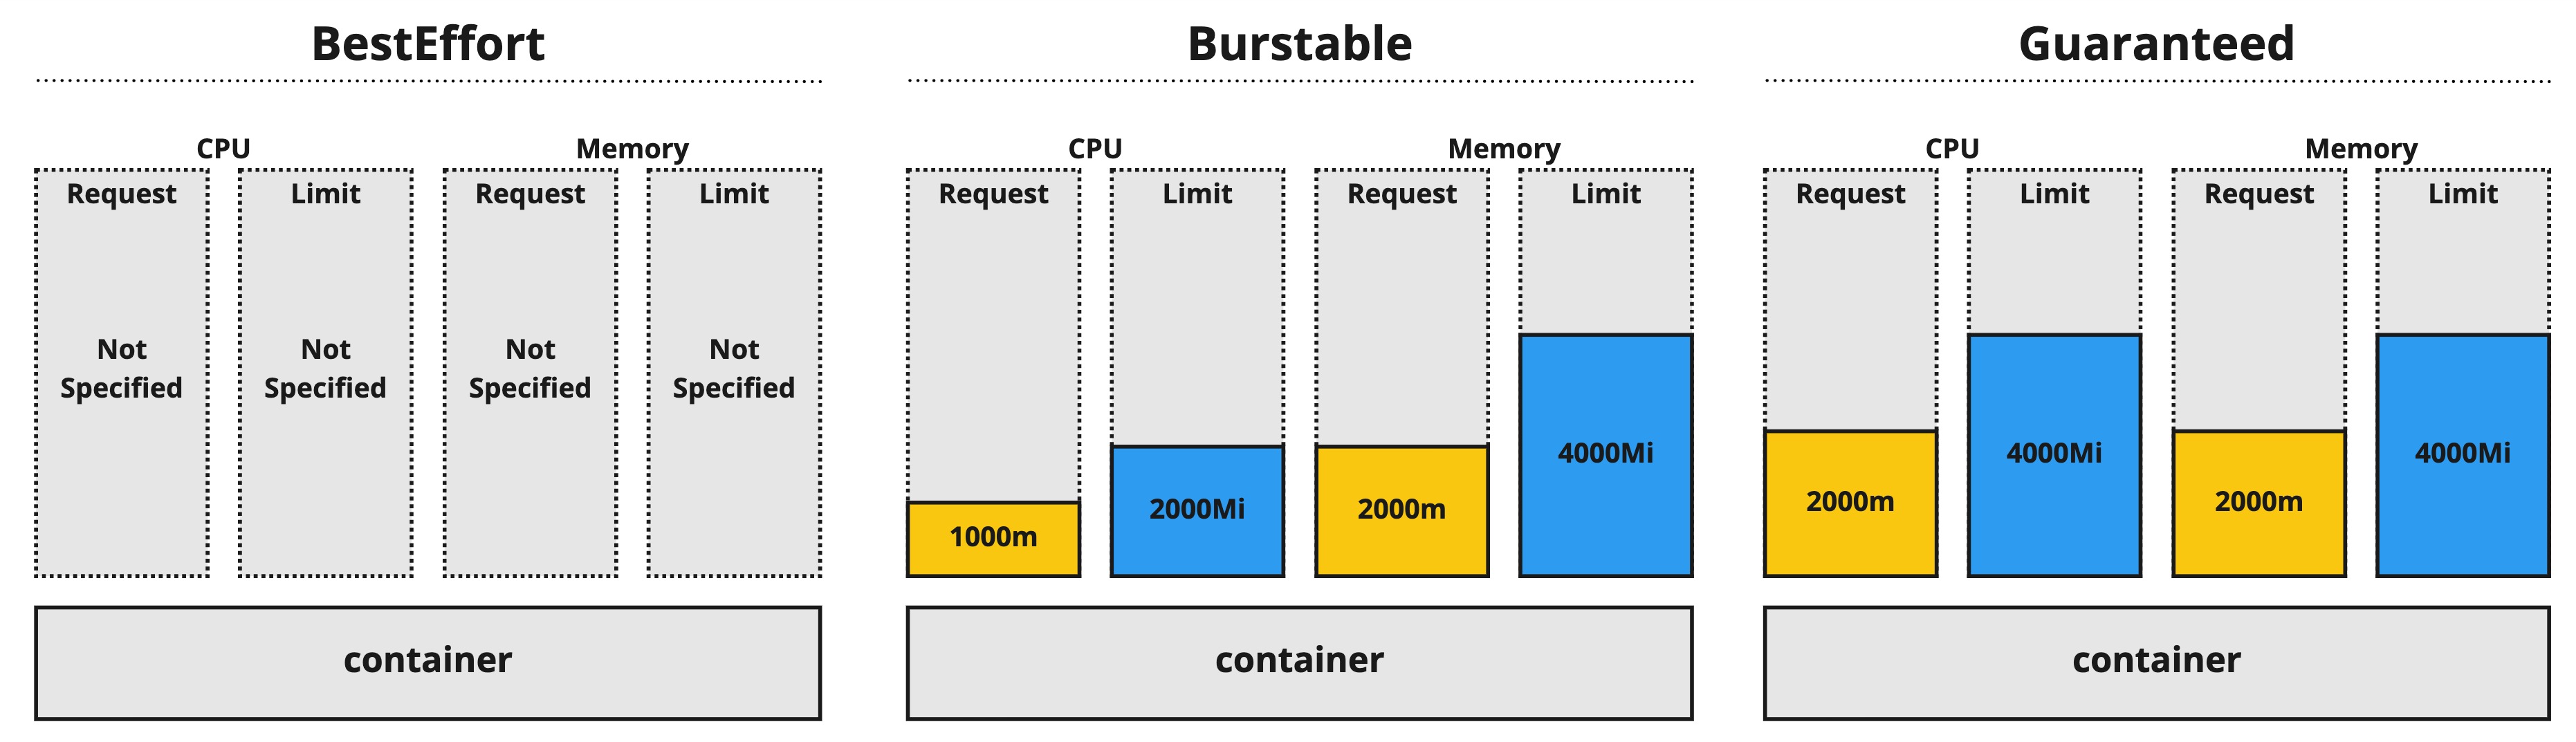 BestEffort
CPU
Memory
Request
Limit
Request
Limit
Not
Specified
Not
Specified
Not
Specified
Not
Specified
container
Burstable
CPU
Memory
Request
Limit
Request
Limit
1000m
2000Mi
2000m
4000Mi
container
Guaranteed
CPU
Memory
Request
Limit
Request
Limit
2000m
4000Mi
2000m
4000Mi
container